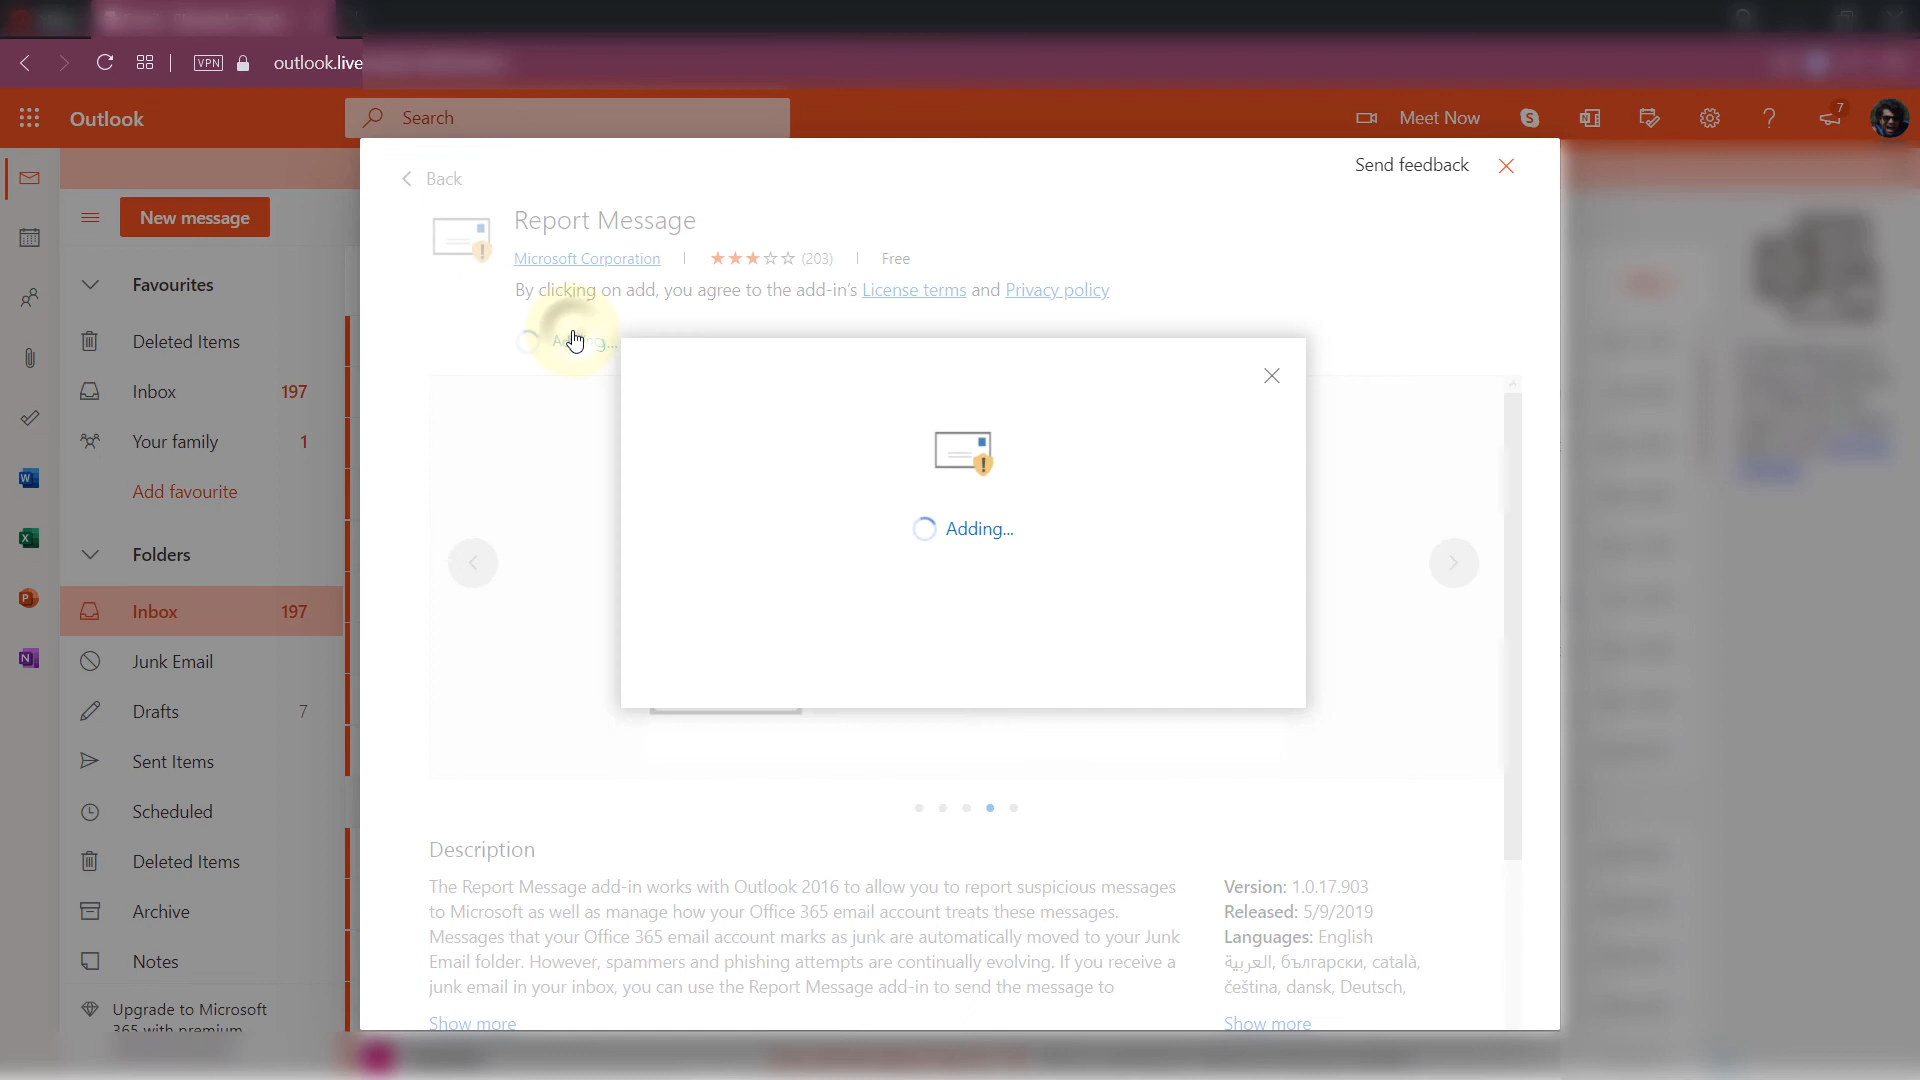 VPN
outlook.live
Outlook
Search
Meet Now
7
Send feedback
Back
New message
Report Message
Microsoft Corporation
(203)
Free
By clicking on add, you agree to the add-in's License terms and Privacy policy
Favourites
Deleted Items
Inbox 197
Your family 1
Add favourite
Folders
Inbox 197
Junk Email
Drafts 7
Sent Items
Scheduled
Deleted Items
Archive
Notes
Upgrade to Microsoft
365 with premium
Adding...
Adding...
Description
The Report Message add-in works with Outlook 2016 to allow you to report suspicious messages
to Microsoft as well as manage how your Office 365 email account treats these messages.
Messages that your Office 365 email account marks as junk are automatically moved to your Junk
Email folder. However, spammers and phishing attempts are continually evolving. If you receive a
junk email in your inbox, you can use the Report Message add-in to send the message to
Show more
Version: 1.0.17.903
Released: 5/9/2019
Languages: English
العربية, български, català,
čeština, dansk, Deutsch,
Show more